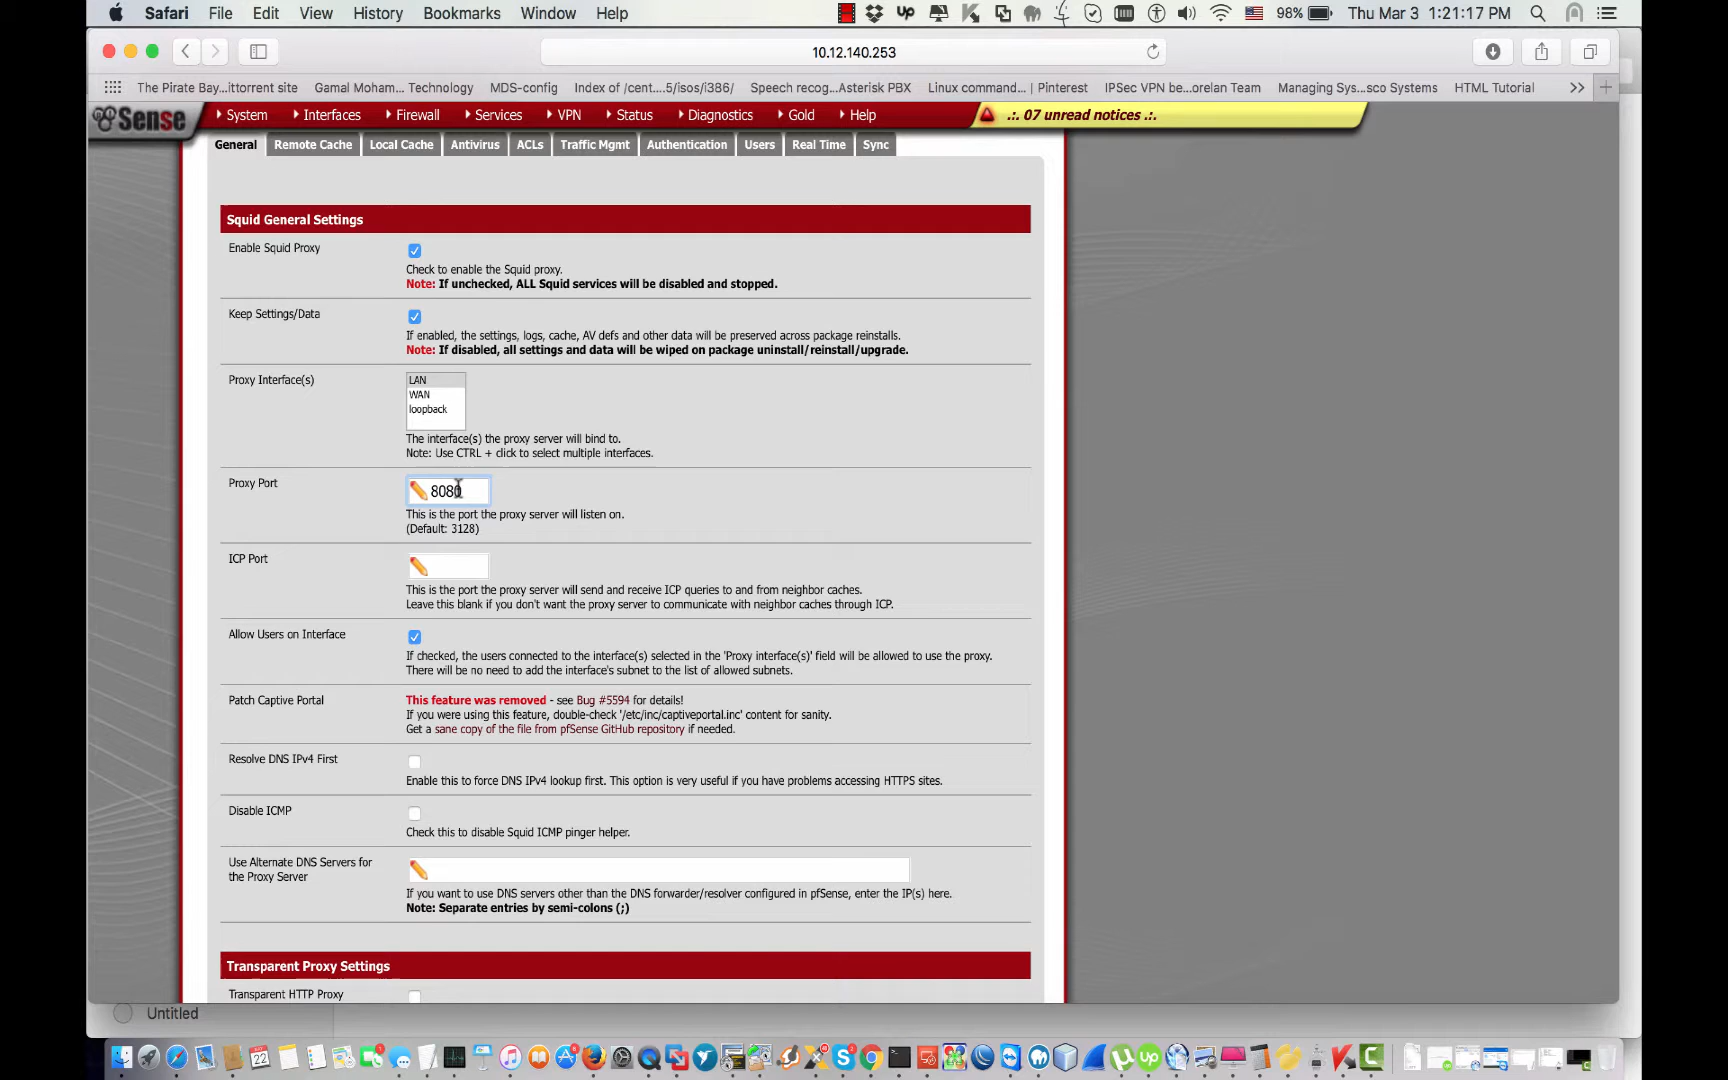 Safari File Edit View History Bookmarks Window Help 98% Thu Mar 3 1:21:17 PM
10.12.140.253
The Pirate Bay...ittorrent site Gamal Moham... Technology MDS-config Index of /cent....5/isos/i386/ Speech recog...Asterisk PBX Linux command... | Pinterest IPSec VPN be...orelan Team Managing Sys...sco Systems HTML Tutorial
Sense System Interfaces Firewall Services VPN Status Diagnostics Gold Help .:. 07 unread notices .:.
General Remote Cache Local Cache Antivirus ACLs Traffic Mgmt Authentication Users Real Time Sync
Squid General Settings
Enable Squid Proxy
Check to enable the Squid proxy.
Note: If unchecked, ALL Squid services will be disabled and stopped.
Keep Settings/Data
If enabled, the settings, logs, cache, AV defs and other data will be preserved across package reinstalls.
Note: If disabled, all settings and data will be wiped on package uninstall/reinstall/upgrade.
Proxy Interface(s)
LAN
WAN
loopback
The interface(s) the proxy server will bind to.
Note: Use CTRL + click to select multiple interfaces.
Proxy Port
8080
This is the port the proxy server will listen on.
(Default: 3128)
ICP Port
This is the port the proxy server will send and receive ICP queries to and from neighbor caches.
Leave this blank if you don't want the proxy server to communicate with neighbor caches through ICP.
Allow Users on Interface
If checked, the users connected to the interface(s) selected in the 'Proxy interface(s)' field will be allowed to use the proxy.
There will be no need to add the interface's subnet to the list of allowed subnets.
Patch Captive Portal
This feature was removed - see Bug #5594 for details!
If you were using this feature, double-check '/etc/inc/captiveportal.inc' content for sanity.
Get a sane copy of the file from pfSense GitHub repository if needed.
Resolve DNS IPv4 First
Enable this to force DNS IPv4 lookup first. This option is very useful if you have problems accessing HTTPS sites.
Disable ICMP
Check this to disable Squid ICMP pinger helper.
Use Alternate DNS Servers for
the Proxy Server
If you want to use DNS servers other than the DNS forwarder/resolver configured in pfSense, enter the IP(s) here.
Note: Separate entries by semi-colons (;)
Transparent Proxy Settings
Transparent HTTP Proxy
Untitled